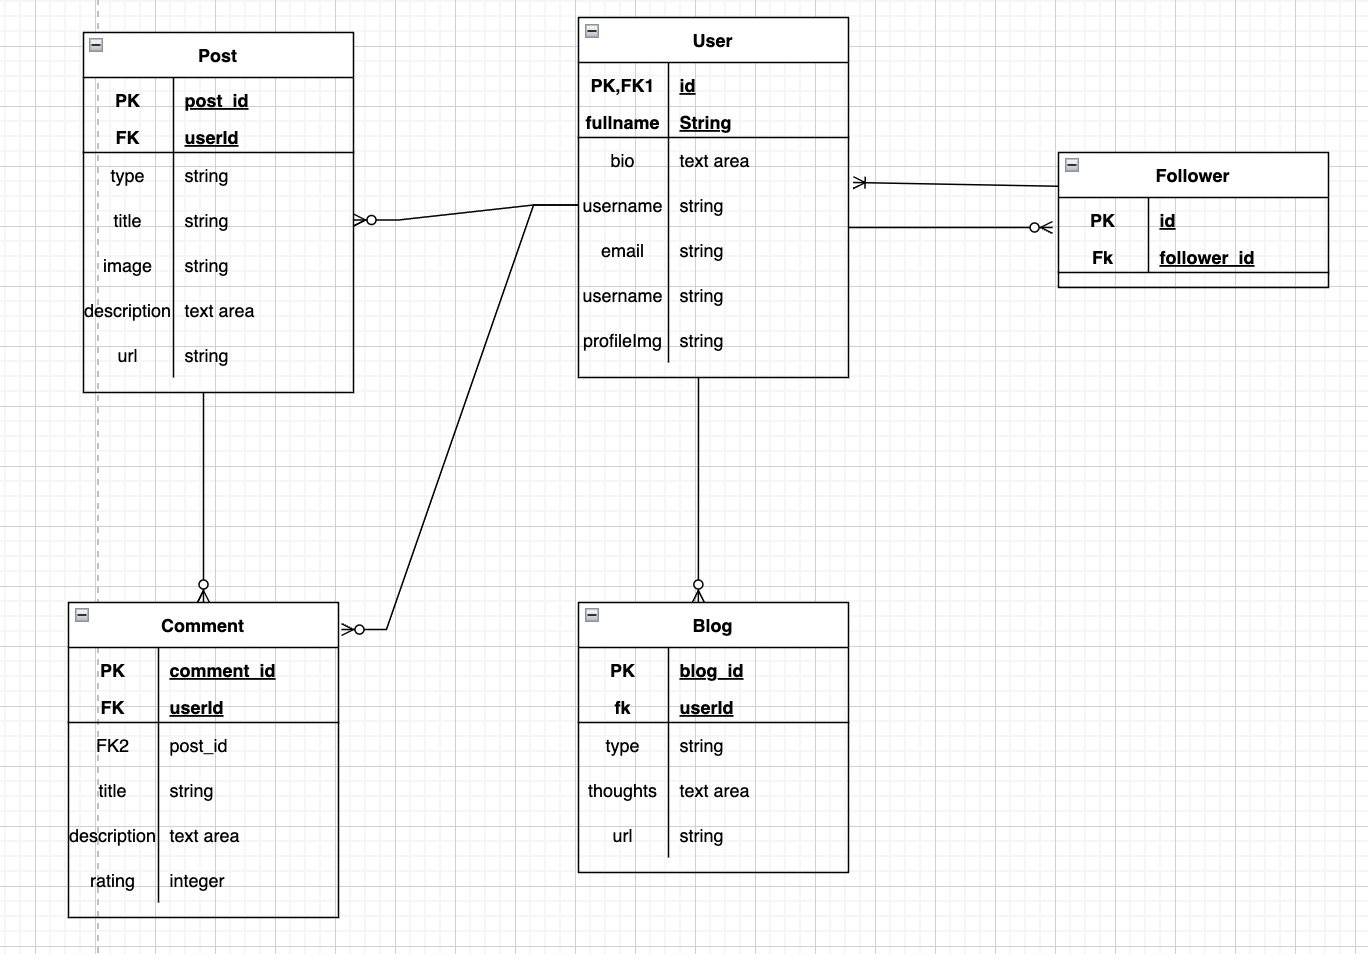 Post
PK post_id
FK userId
type string
title string
image string
description text area
url string
User
PK,FK1 id
fullname String
bio text area
username string
email string
username string
profileImg string
Follower
PK id
Fk follower_id
Comment
PK comment_id
FK userId
FK2 post_id
title string
description text area
rating integer
Blog
PK blog_id
fk userId
type string
thoughts text area
url string